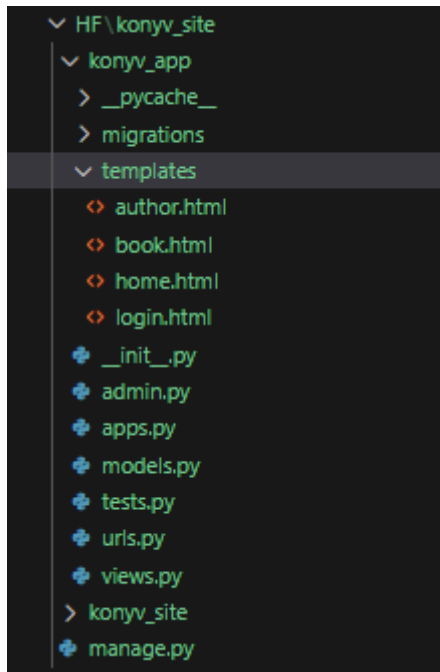 HF\konyv_site
konyv_app
__pycache__
migrations
templates
author.html
book.html
home.html
login.html
__init__.py
admin.py
apps.py
models.py
tests.py
urls.py
views.py
konyv_site
manage.py